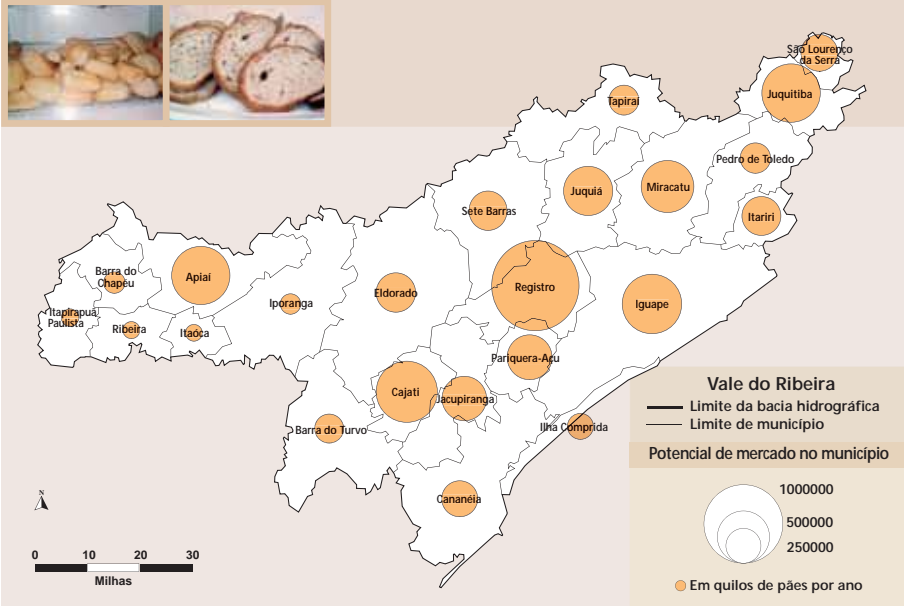 São Lourenço
da Serra
Juquitiba
Tapiraí
Pedro de Toledo
Juquiá
Miracatu
Sete Barras
Itariri
Barra do
Chapéu
Apiaí
Registro
Iporanga
Eldorado
Iguape
Itapirapuã
Paulista
Ribeira
Itaóca
Pariquera-Açu
Cajati
Jacupiranga
Barra do Turvo
Ilha Comprida
Cananéia
N
0 10 20 30
Milhas
Vale do Ribeira
Limite da bacia hidrográfica
Limite de município
Potencial de mercado no município
1000000
500000
250000
Em quilos de pães por ano